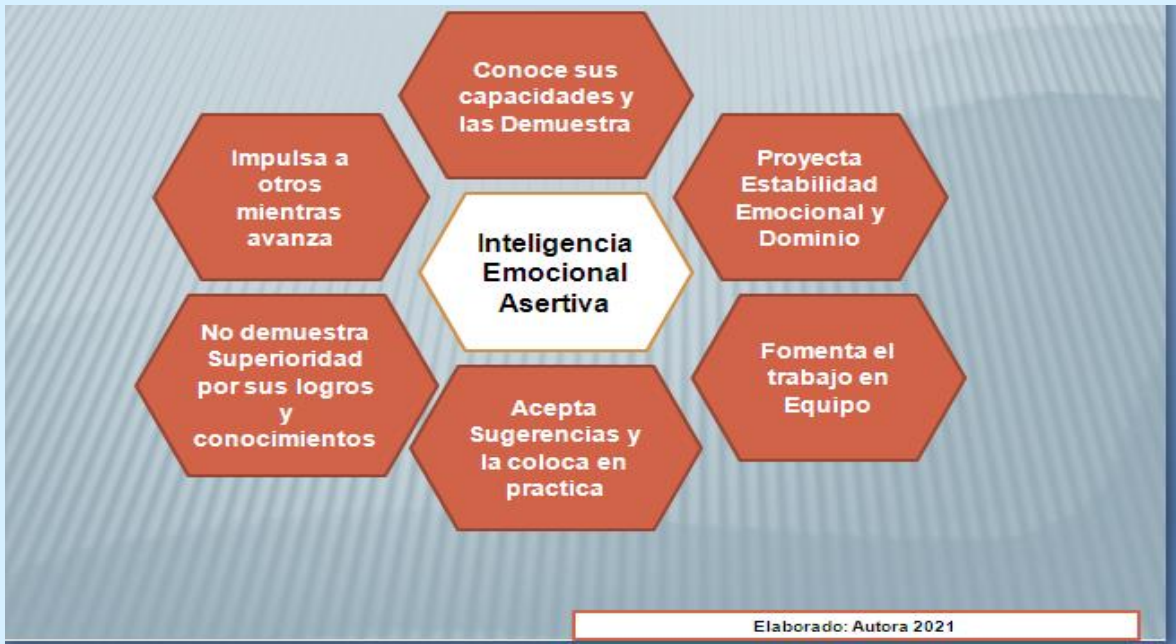 Conoce sus
capacidades y
las Demuestra
Impulsa a
otros
mientras
avanza
Proyecta
Estabilidad
Emocional y
Dominio
Inteligencia
Emocional
Asertiva
No demuestra
Superioridad
por sus logros
y
conocimientos
Fomenta el
trabajo en
Equipo
Acepta
Sugerencias y
la coloca en
practica
Elaborado: Autora 2021